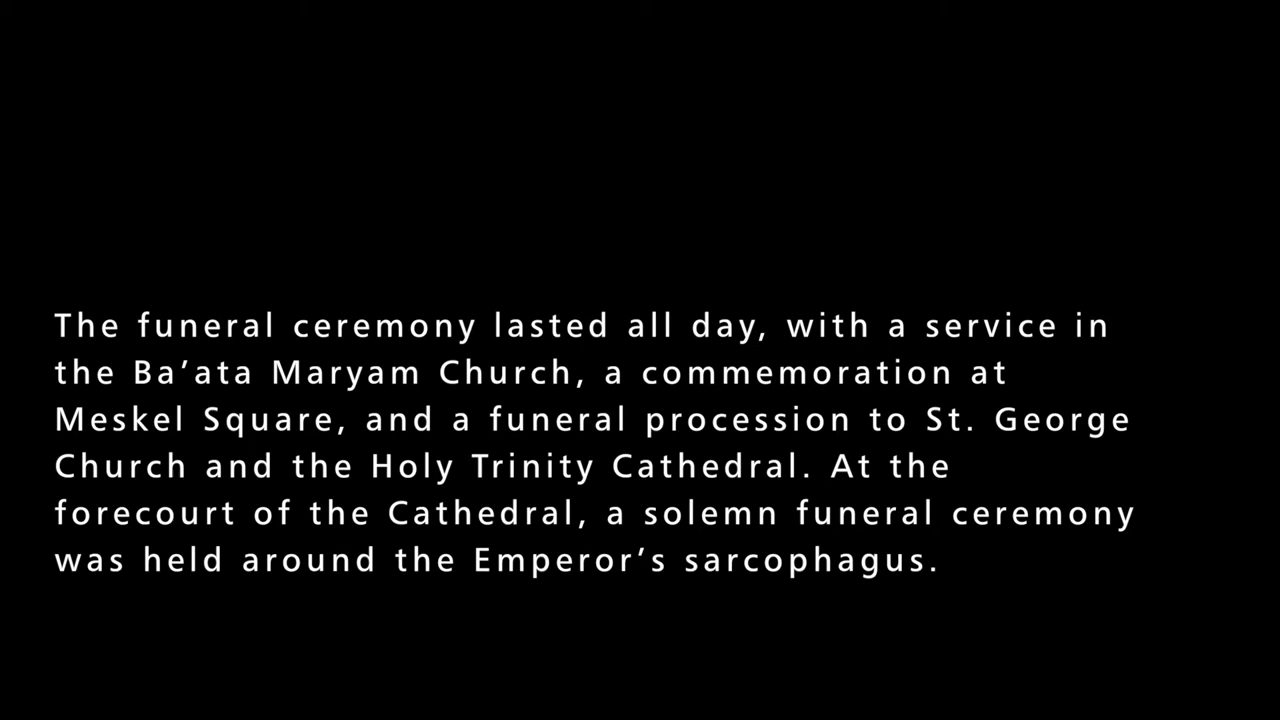 The funeral ceremony lasted all day, with a service in
the Ba’ata Maryam Church, a commemoration at
Meskel Square, and a funeral procession to St. George
Church and the Holy Trinity Cathedral. At the
forecourt of the Cathedral, a solemn funeral ceremony
was held around the Emperor’s sarcophagus.